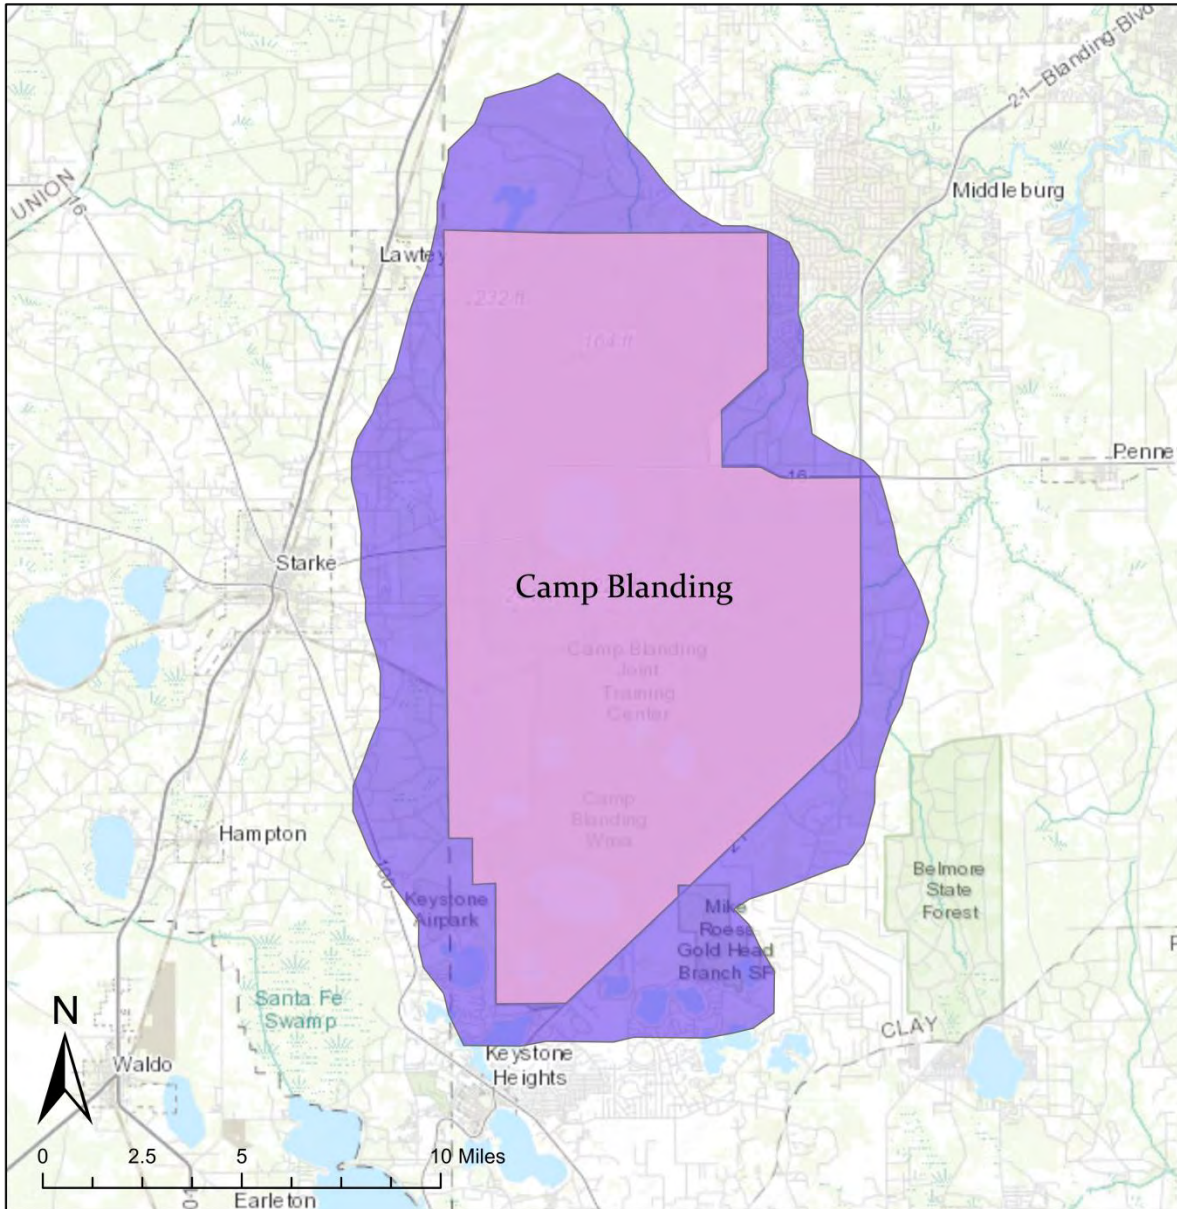 21 Blanding Blvd
UNION
16
Middleburg
Lawtey
232 ft
164 ft
Penne
16
Starke
Camp Blanding
Camp Blanding
Joint
Training
Center
Camp
Blanding
Wma
Hampton
21
100
Keystone
Airpark
Mike
Roess
Gold Head
Branch SF
Belmore
State
Forest
Santa Fe
Swamp
N
CLAY
Keystone
Heights
Waldo
0 2.5 5 10 Miles
Earleton